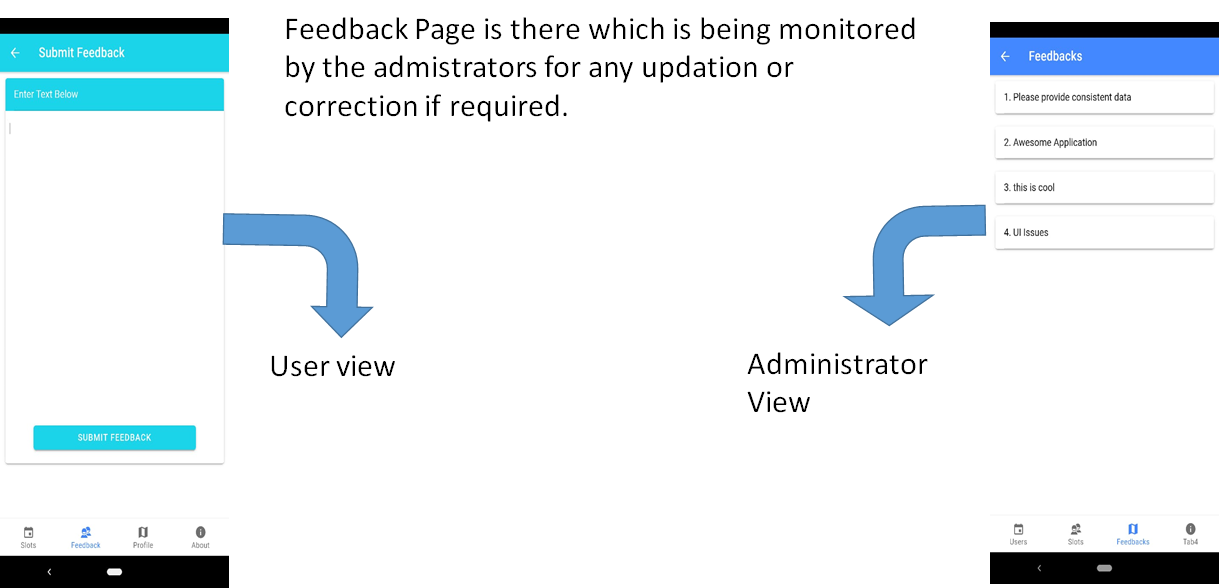 Submit Feedback
Enter Text Below
SUBMIT FEEDBACK
Slots
Feedback
Profile
About
Feedback Page is there which is being monitored
by the admistrators for any updation or
correction if required.
User view
Administrator
View
Feedbacks
1. Please provide consistent data
2. Awesome Application
3. this is cool
4. UI Issues
Users
Slots
Feedbacks
Tab4